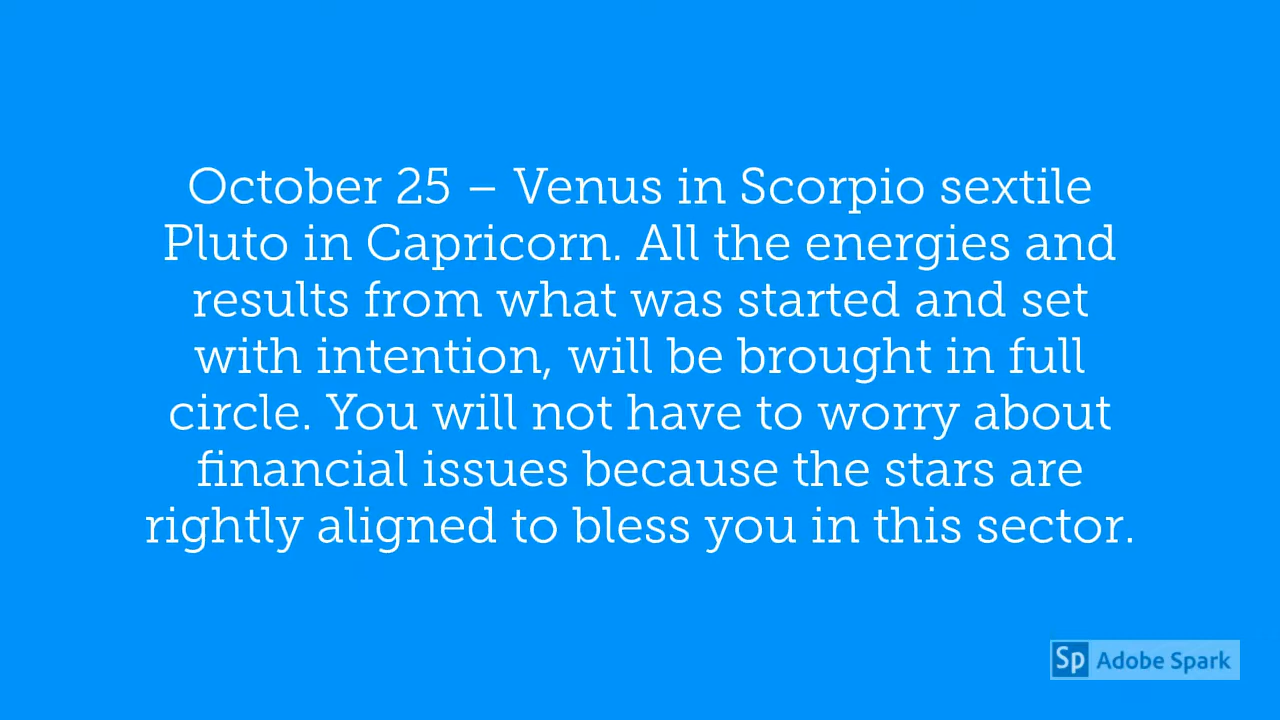 October 25 – Venus in Scorpio sextile
Pluto in Capricorn. All the energies and
results from what was started and set
with intention, will be brought in full
circle. You will not have to worry about
financial issues because the stars are
rightly aligned to bless you in this sector.
Sp Adobe Spark